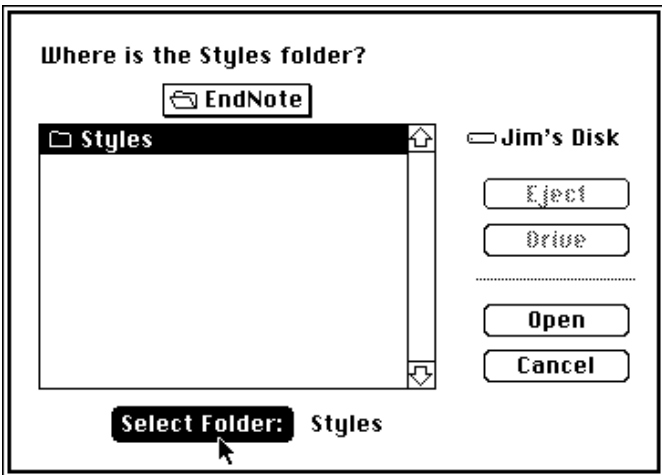 Where is the Styles folder?
EndNote
Styles
Jim's Disk
Eject
Drive
Open
Cancel
Select Folder: Styles